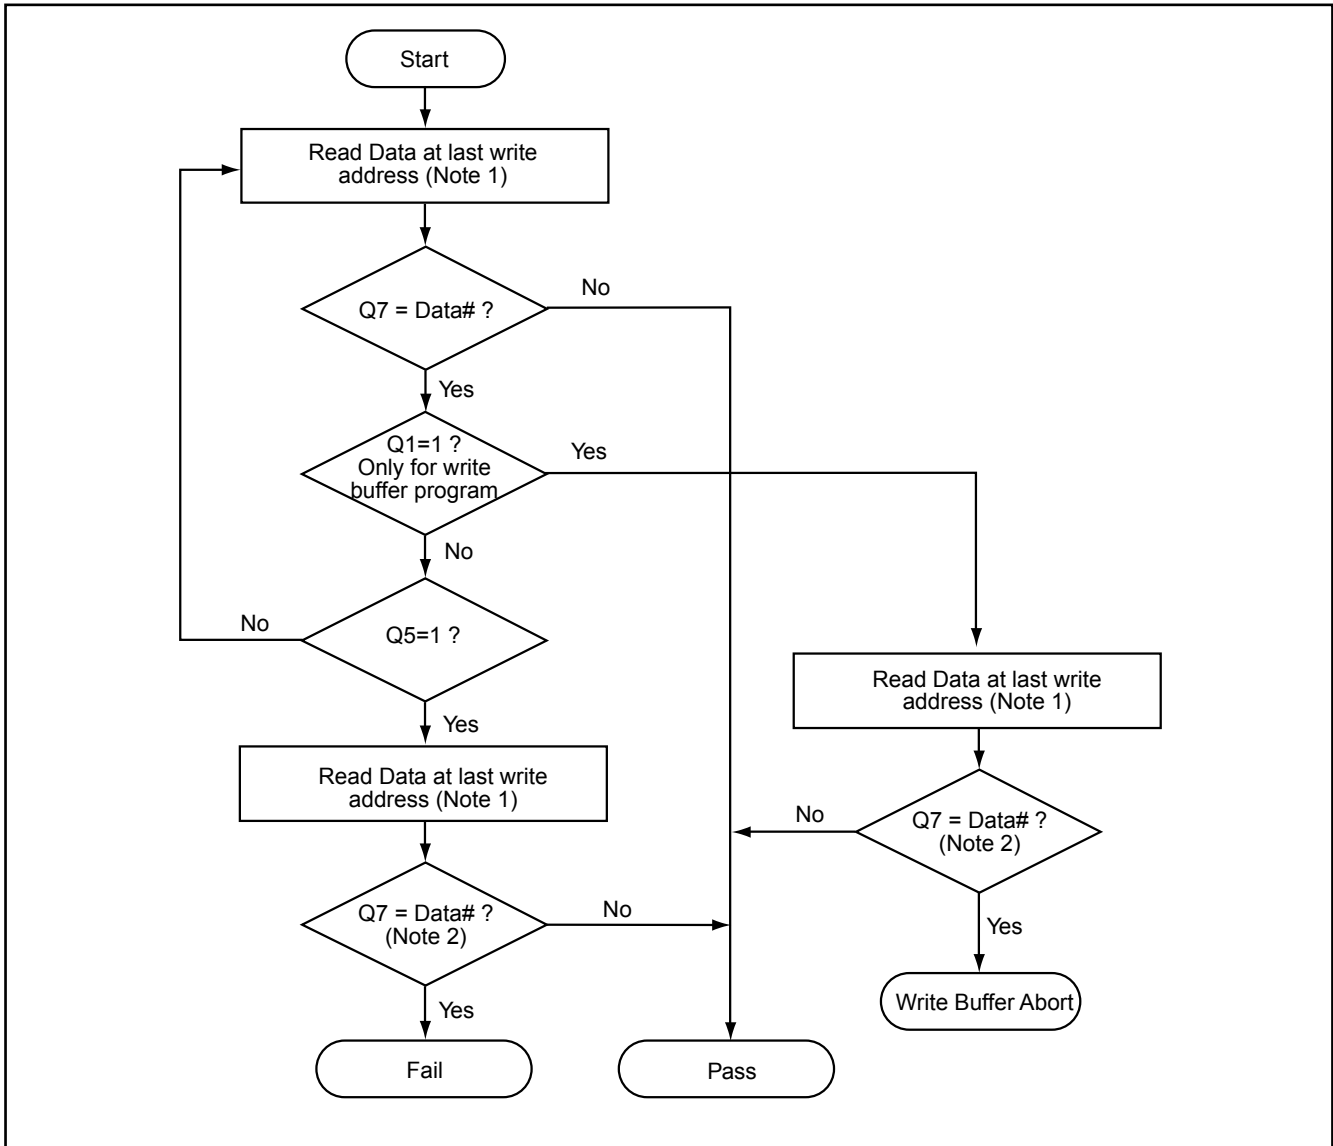 Start
Read Data at last write
address (Note 1)
Q7 = Data# ?
No
Yes
Q1=1 ?
Only for write
buffer program
Yes
No
Q5=1 ?
No
Yes
Read Data at last write
address (Note 1)
Read Data at last write
address (Note 1)
Q7 = Data# ?
(Note 2)
No
Yes
Write Buffer Abort
Q7 = Data# ?
(Note 2)
No
Yes
Fail
Pass